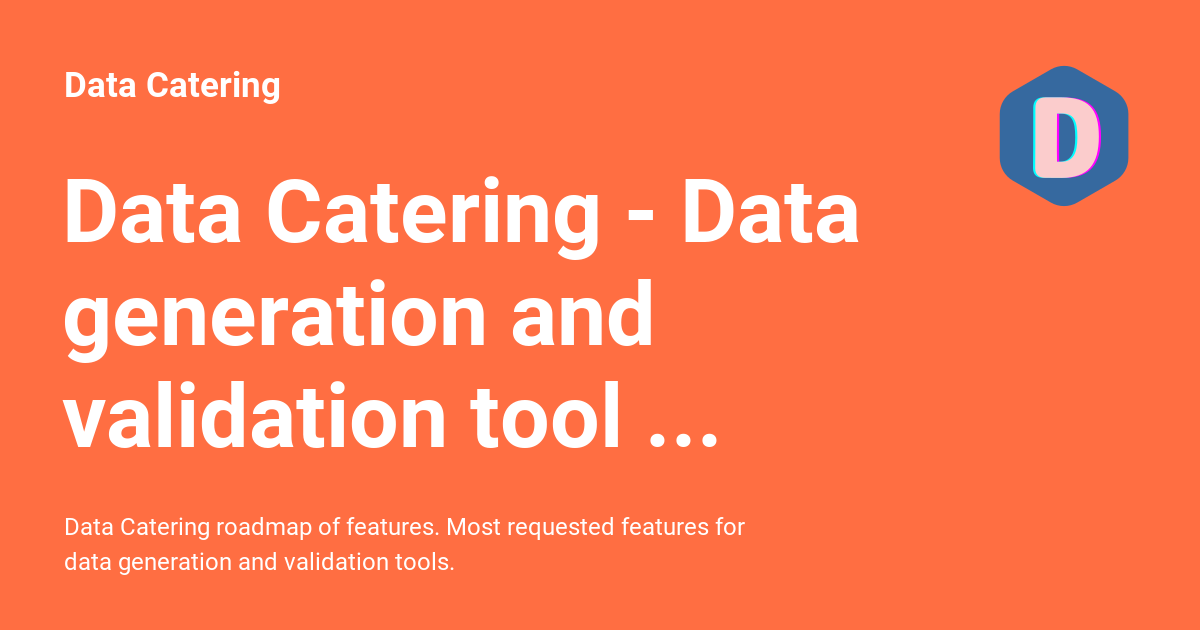 Data Catering
D
Data Catering - Data
generation and
validation tool ...
Data Catering roadmap of features. Most requested features for
data generation and validation tools.